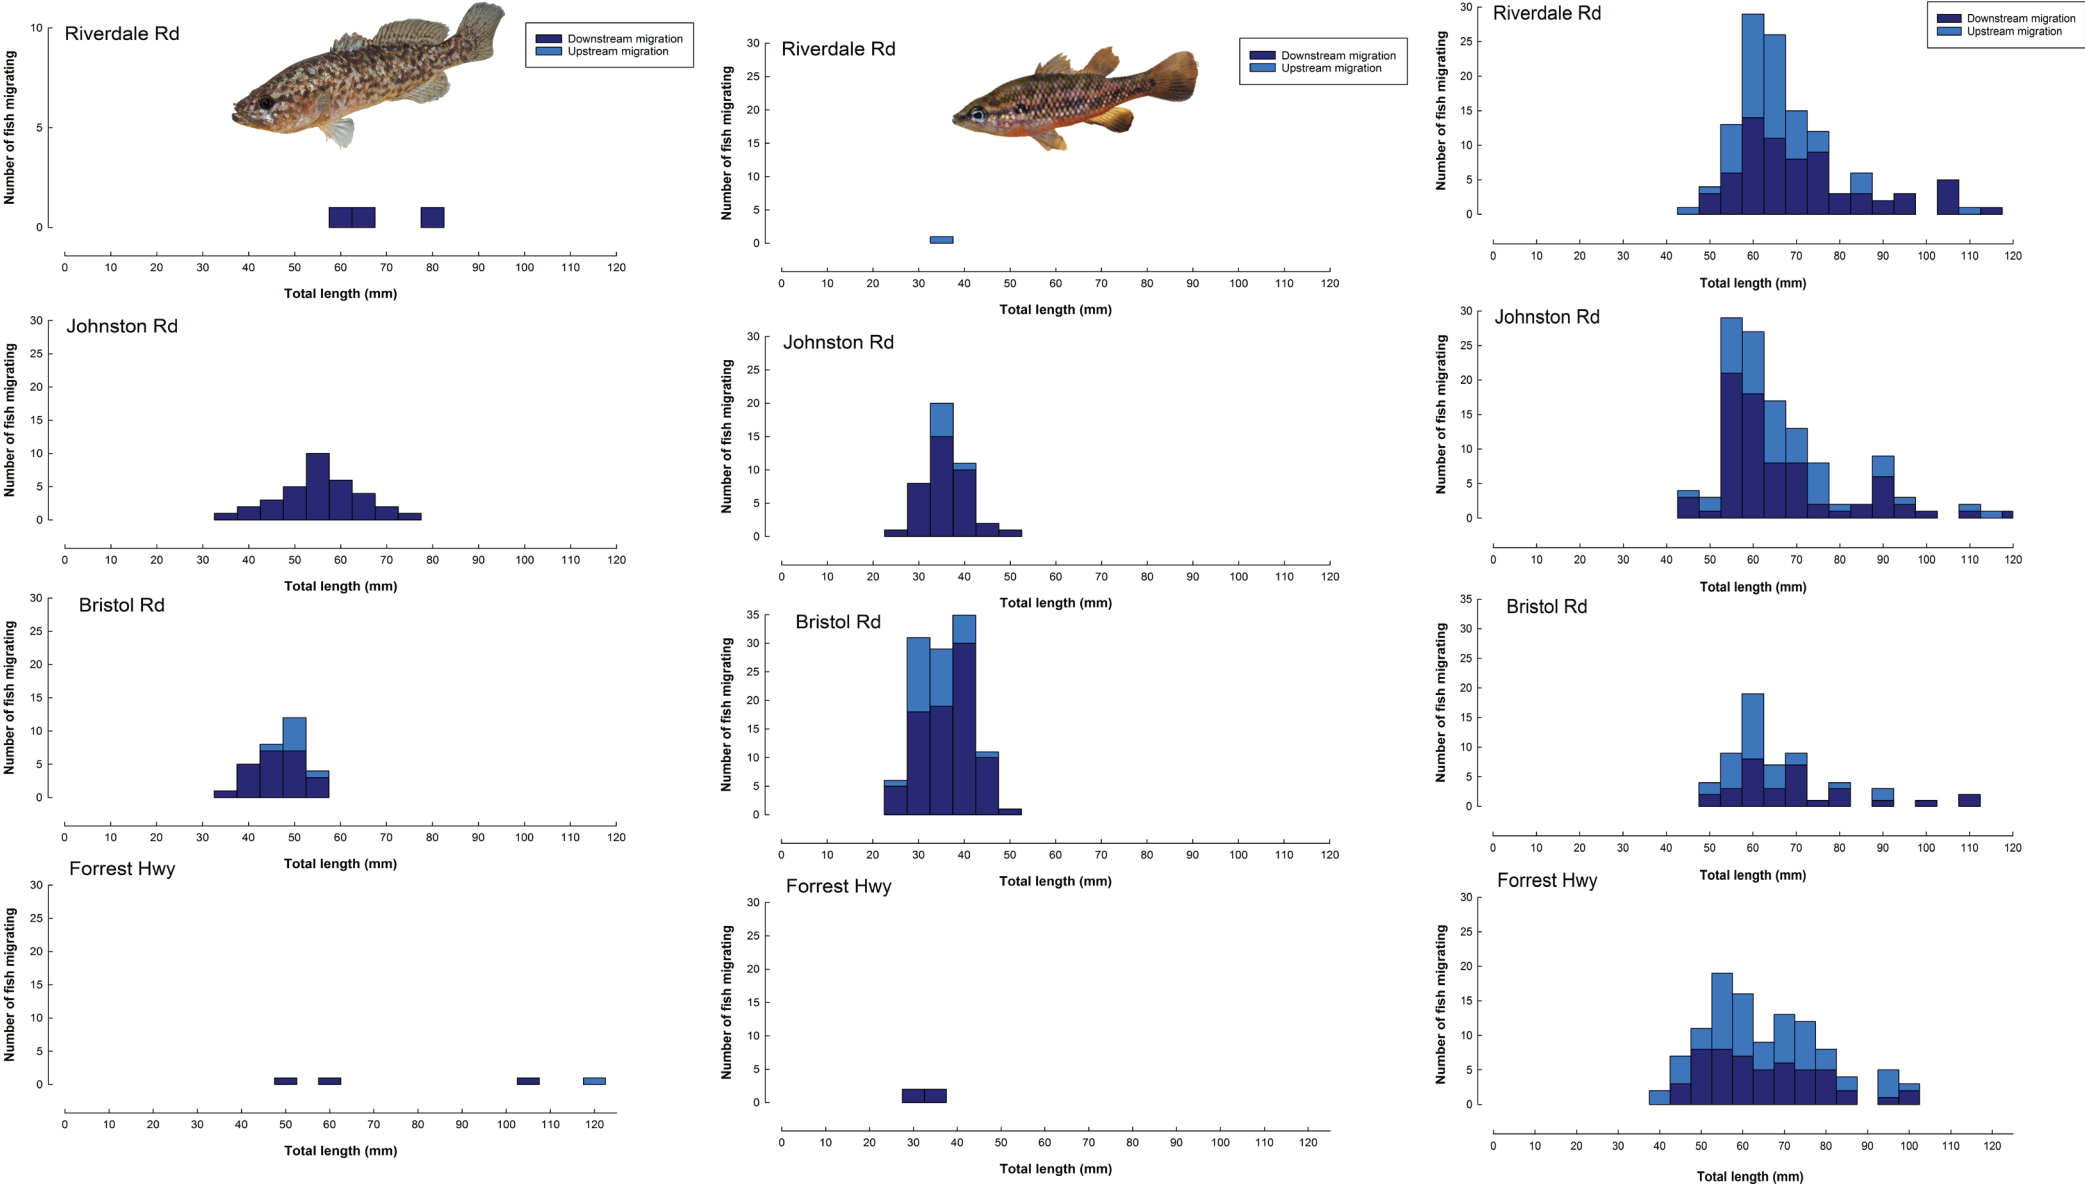 Riverdale Rd
Downstream migration
Upstream migration
Number of fish migrating
10
5
0
0 10 20 30 40 50 60 70 80 90 100 110 120
Total length (mm)
Johnston Rd
Number of fish migrating
30
25
20
15
10
5
0
0 10 20 30 40 50 60 70 80 90 100 110 120
Total length (mm)
Bristol Rd
Number of fish migrating
30
25
20
15
10
5
0
0 10 20 30 40 50 60 70 80 90 100 110 120
Total length (mm)
Forrest Hwy
Number of fish migrating
30
25
20
15
10
5
0
0 10 20 30 40 50 60 70 80 90 100 110 120
Total length (mm)
Riverdale Rd
Downstream migration
Upstream migration
Number of fish migrating
30
25
20
15
10
5
0
0 10 20 30 40 50 60 70 80 90 100 110 120
Total length (mm)
Johnston Rd
Number of fish migrating
30
25
20
15
10
5
0
0 10 20 30 40 50 60 70 80 90 100 110 120
Total length (mm)
Bristol Rd
Number of fish migrating
35
30
25
20
15
10
5
0
0 10 20 30 40 50 60 70 80 90 100 110 120
Total length (mm)
Forrest Hwy
Number of fish migrating
30
25
20
15
10
5
0
0 10 20 30 40 50 60 70 80 90 100 110 120
Total length (mm)
Riverdale Rd
Downstream migration
Upstream migration
Number of fish migrating
30
25
20
15
10
5
0
0 10 20 30 40 50 60 70 80 90 100 110 120
Total length (mm)
Johnston Rd
Number of fish migrating
30
25
20
15
10
5
0
0 10 20 30 40 50 60 70 80 90 100 110 120
Total length (mm)
Bristol Rd
Number of fish migrating
35
30
25
20
15
10
5
0
0 10 20 30 40 50 60 70 80 90 100 110 120
Total length (mm)
Forrest Hwy
Number of fish migrating
30
25
20
15
10
5
0
0 10 20 30 40 50 60 70 80 90 100 110 120
Total length (mm)